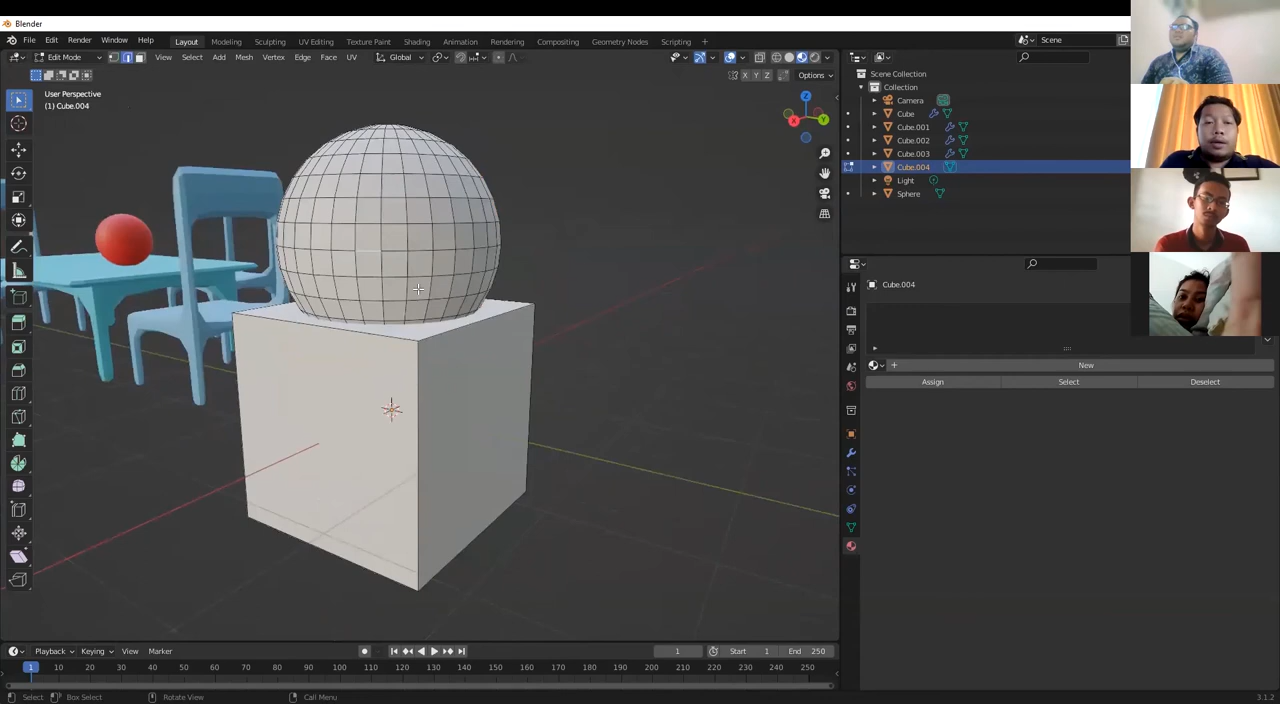 Blender
File Edit Render Window Help Layout Modeling Sculpting UV Editing Texture Paint Shading Animation Rendering Compositing Geometry Nodes Scripting + Scene
Edit Mode View Select Add Mesh Vertex Edge Face UV Global
X Y Z Options
User Perspective
(1) Cube.004
X Y Z
Scene Collection
Collection
Camera
Cube
Cube.001
Cube.002
Cube.003
Cube.004
Light
Sphere
Cube.004
+ New
Assign Select Deselect
Playback Keying View Marker 1 Start 1 End 250
1 10 20 30 40 50 60 70 80 90 100 110 120 130 140 150 160 170 180 190 200 210 220 230 240 250
Select Box Select Rotate View Call Menu 3.1.2